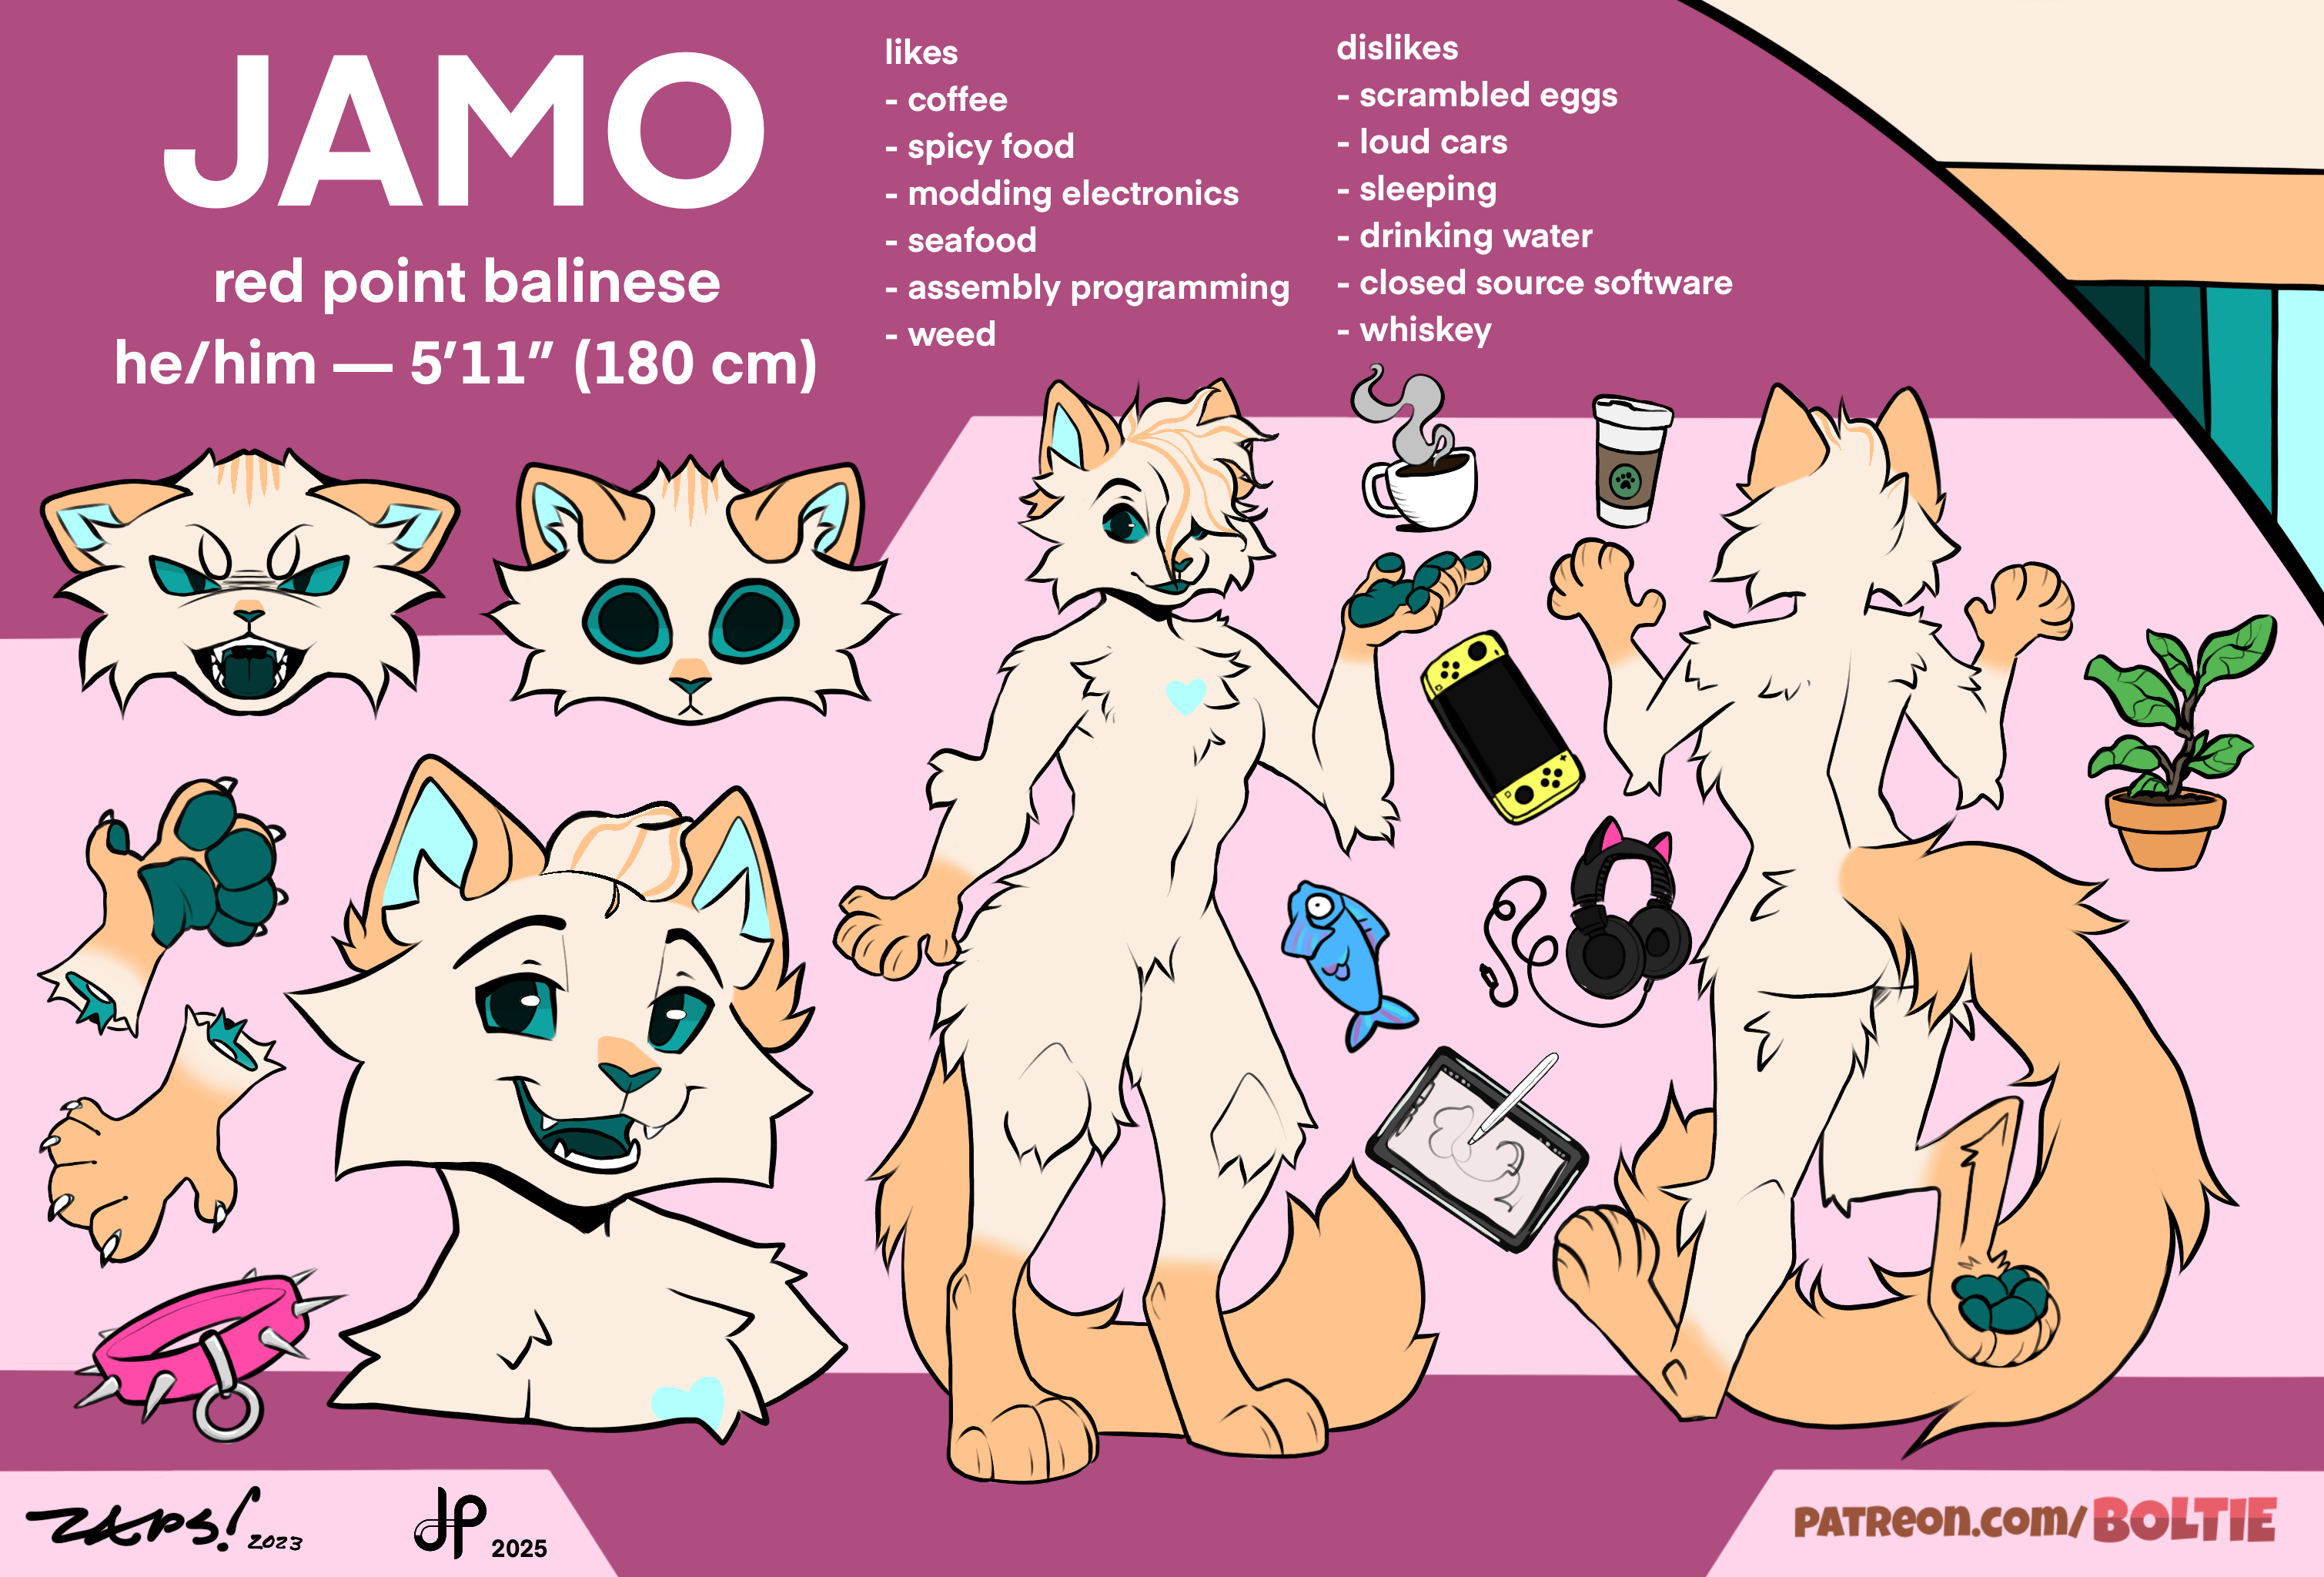 JAMO
red point balinese
he/him — 5’11” (180 cm)
likes
- coffee
- spicy food
- modding electronics
- seafood
- assembly programming
- weed
dislikes
- scrambled eggs
- loud cars
- sleeping
- drinking water
- closed source software
- whiskey
zaps! 2023
2025
PATREON.COM/BOLTIE